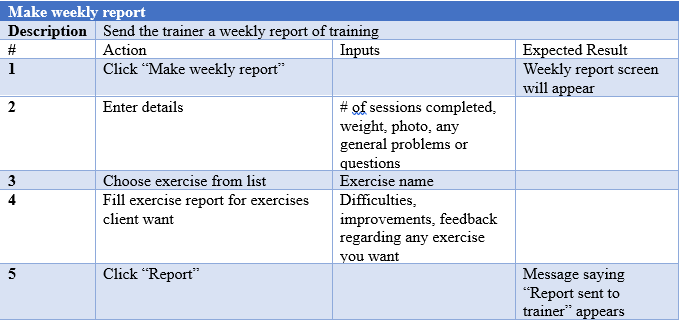 Make weekly report
Description Send the trainer a weekly report of training
# Action Inputs Expected Result
1 Click “Make weekly report” Weekly report screen
will appear
2 Enter details # of sessions completed,
weight, photo, any
general problems or
questions
3 Choose exercise from list Exercise name
4 Fill exercise report for exercises Difficulties,
client want improvements, feedback
regarding any exercise
you want
5 Click “Report” Message saying
“Report sent to
trainer” appears